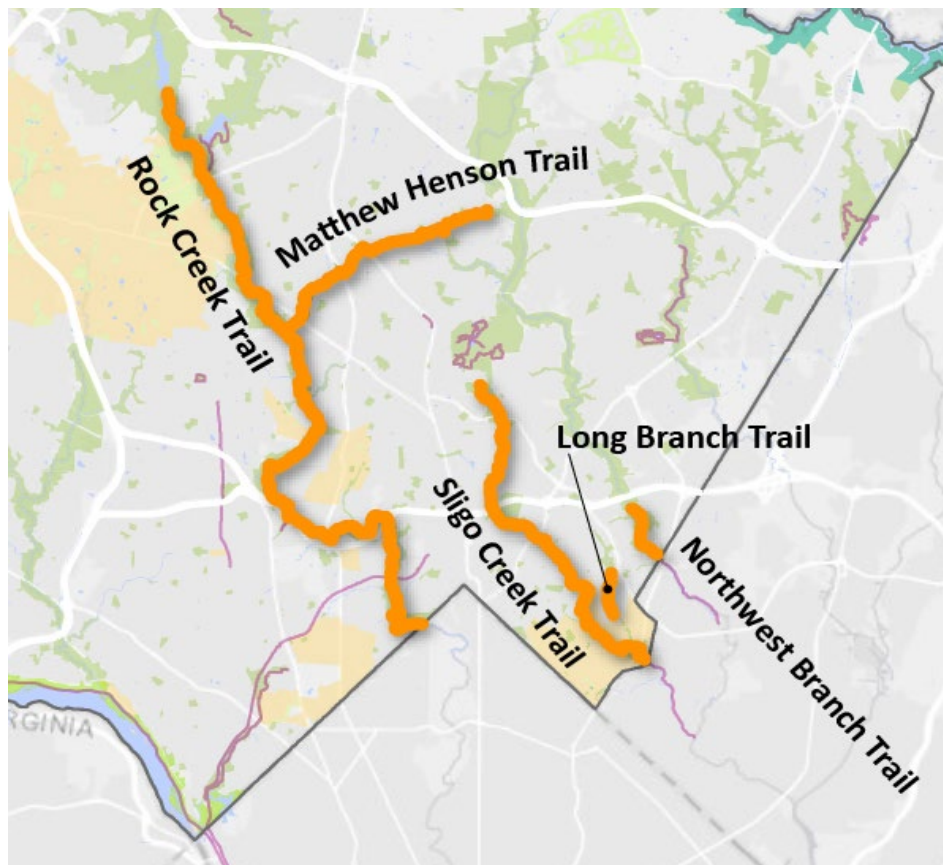 Matthew Henson Trail
Rock Creek Trail
Long Branch Trail
Sligo Creek Trail
Northwest Branch Trail
RGINIA